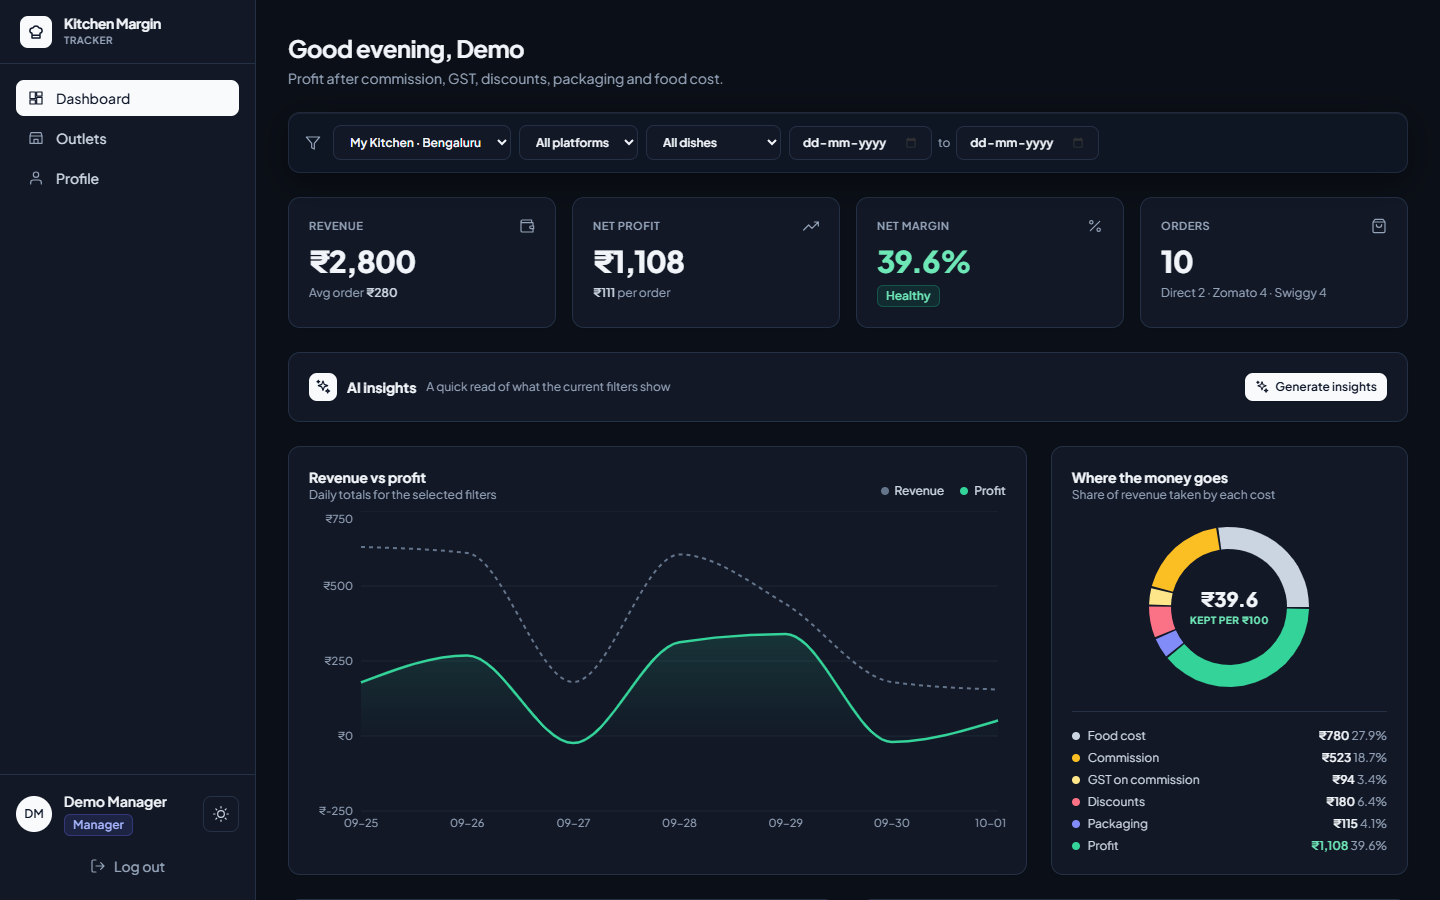 Kitchen Margin
TRACKER
Dashboard
Outlets
Profile
Demo Manager
DM
Manager
Log out
Good evening, Demo
Profit after commission, GST, discounts, packaging and food cost.
My Kitchen · Bengaluru
All platforms
All dishes
dd-mm-yyyy
to
dd-mm-yyyy
REVENUE
₹2,800
Avg order ₹280
NET PROFIT
₹1,108
₹111 per order
NET MARGIN
39.6%
Healthy
ORDERS
10
Direct 2 · Zomato 4 · Swiggy 4
AI insights
A quick read of what the current filters show
Generate insights
Revenue vs profit
Daily totals for the selected filters
Revenue
Profit
₹750
₹500
₹250
₹0
₹-250
09-25
09-26
09-27
09-28
09-29
09-30
10-01
Where the money goes
Share of revenue taken by each cost
₹39.6
KEPT PER ₹100
Food cost ₹780 27.9%
Commission ₹523 18.7%
GST on commission ₹94 3.4%
Discounts ₹180 6.4%
Packaging ₹115 4.1%
Profit ₹1,108 39.6%